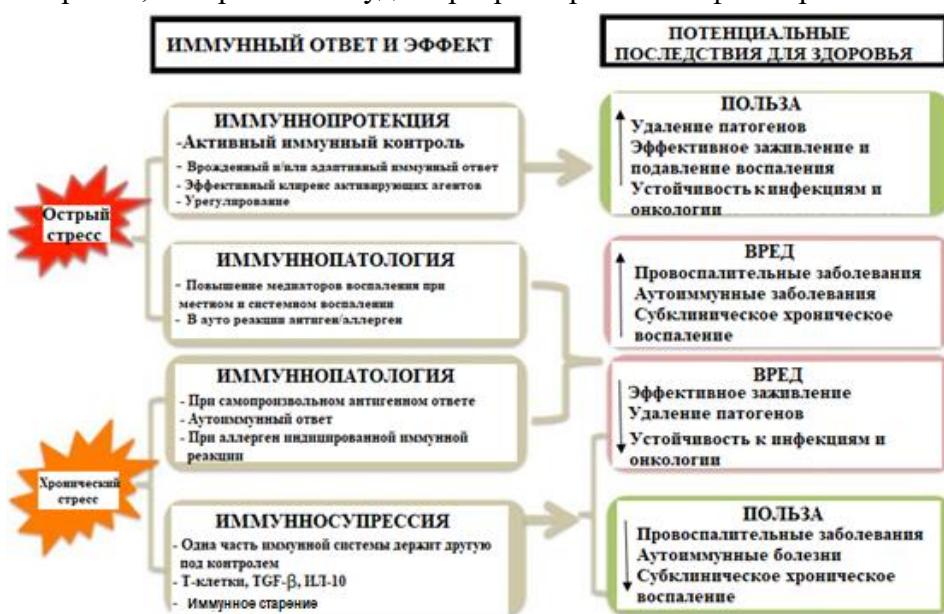 ИММУННЫЙ ОТВЕТ И ЭФФЕКТ
ПОТЕНЦИАЛЬНЫЕ
ПОСЛЕДСТВИЯ ДЛЯ ЗДОРОВЬЯ
Острый
стресс
ИММУННОПРОТЕКЦИЯ
-Активный иммунный контроль
- Врожденный и/или адаптивный иммунный ответ
- Эффективный клиренс активирующих агентов
- Урегулирование
ПОЛЬЗА
Удаление патогенов
Эффективное заживление и
подавление воспаления
Устойчивость к инфекциям и
онкологии
ИММУННОПАТОЛОГИЯ
- Повышение медиаторов воспаления при
местном и системном воспалении
- В ауто реакции антиген/аллерген
ВРЕД
Провоспалительные заболевания
Аутоиммунные заболевания
Субклиническое хроническое
воспаление
Хронический
стресс
ИММУННОПАТОЛОГИЯ
- При самопроизвольном антигенном ответе
- Аутоиммунный ответ
- При аллерген индицированной иммунной
реакции
ВРЕД
Эффективное заживление
Удаление патогенов
Устойчивость к инфекциям и
онкологии
ИММУННОСУПРЕССИЯ
- Одна часть иммунной системы держит другую
под контролем
- Т-клетки, TGF-β, ИЛ-10
- Иммунное старение
ПОЛЬЗА
Провоспалительные заболевания
Аутоиммунные болезни
Субклиническое хроническое
воспаление